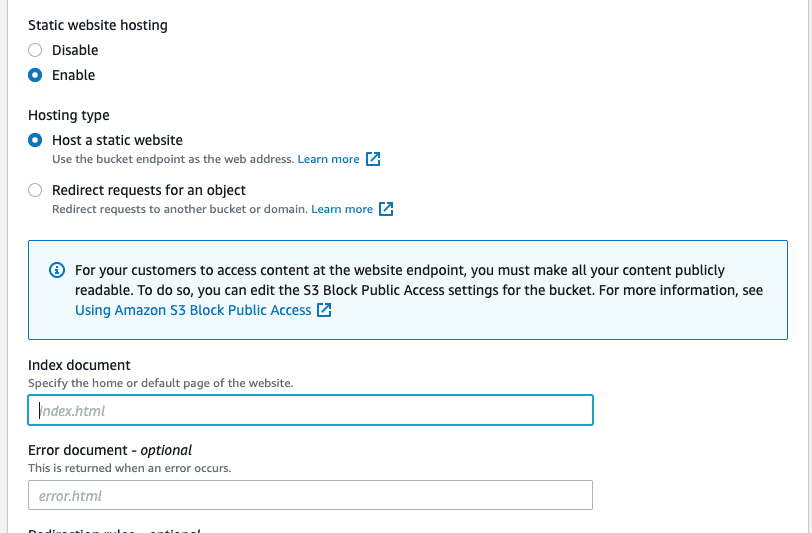 Static website hosting
Disable
Enable
Hosting type
Host a static website
Use the bucket endpoint as the web address. Learn more
Redirect requests for an object
Redirect requests to another bucket or domain. Learn more
For your customers to access content at the website endpoint, you must make all your content publicly
readable. To do so, you can edit the S3 Block Public Access settings for the bucket. For more information, see
Using Amazon S3 Block Public Access
Index document
Specify the home or default page of the website.
index.html
Error document - optional
This is returned when an error occurs.
error.html
Redirection rules - optional